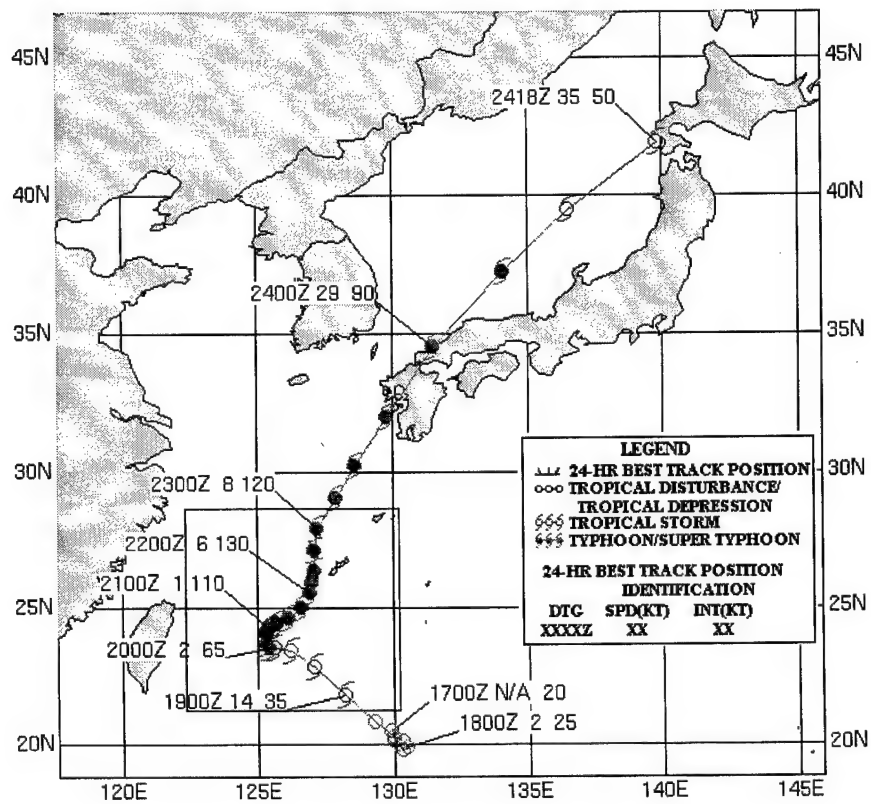 45N
45N
2418Z 35 50
40N
40N
2400Z 29 90
35N
35N
30N
30N
2300Z 8 120
2200Z 6 130
2100Z 1 110
25N
25N
2000Z 2 65
1900Z 14 35
1700Z N/A 20
1800Z 2 25
20N
20N
120E
125E
130E
135E
140E
145E
LEGEND
24-HR BEST TRACK POSITION
TROPICAL DISTURBANCE/
TROPICAL DEPRESSION
TROPICAL STORM
TYPHOON/SUPER TYPHOON
24-HR BEST TRACK POSITION
IDENTIFICATION
DTG SPD(KT) INT(KT)
XXXXZ XX XX